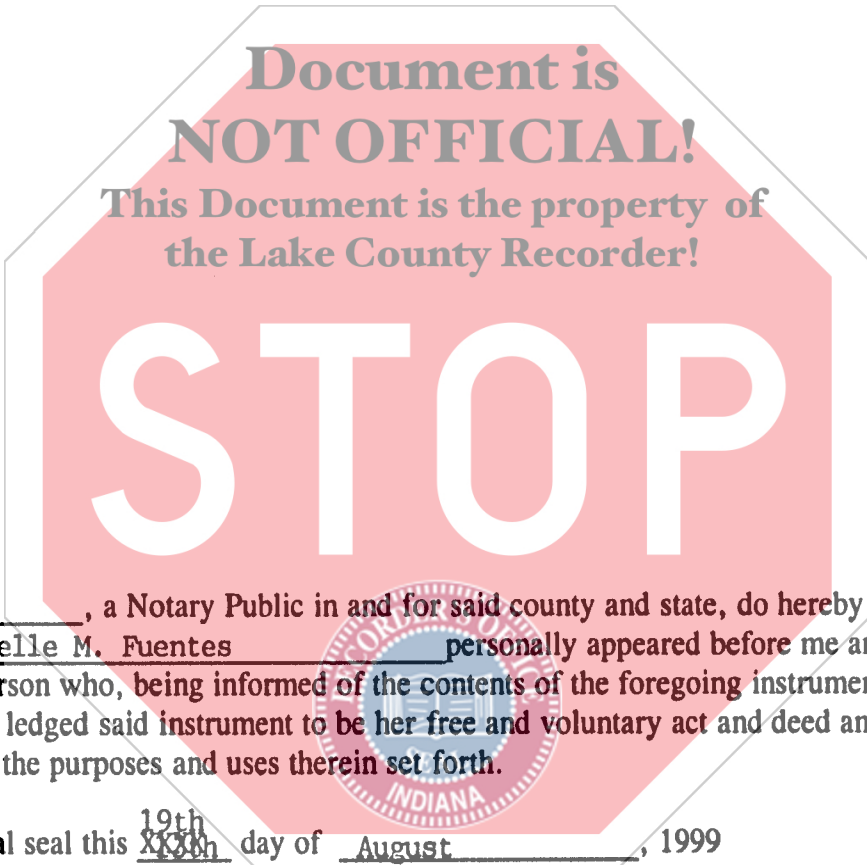 Document is
NOT OFFICIAL!
This Document is the property of
the Lake County Recorder!
STOP
, a Notary Public in and for said county and state, do hereby
elle M. Fuentes personally appeared before me an
rson who, being informed of the contents of the foregoing instrumen
ledged said instrument to be her free and voluntary act and deed an
the purposes and uses therein set forth.
RECORDER'S OFFICE
SEAL
INDIANA
19th
al seal this day of August, 1999